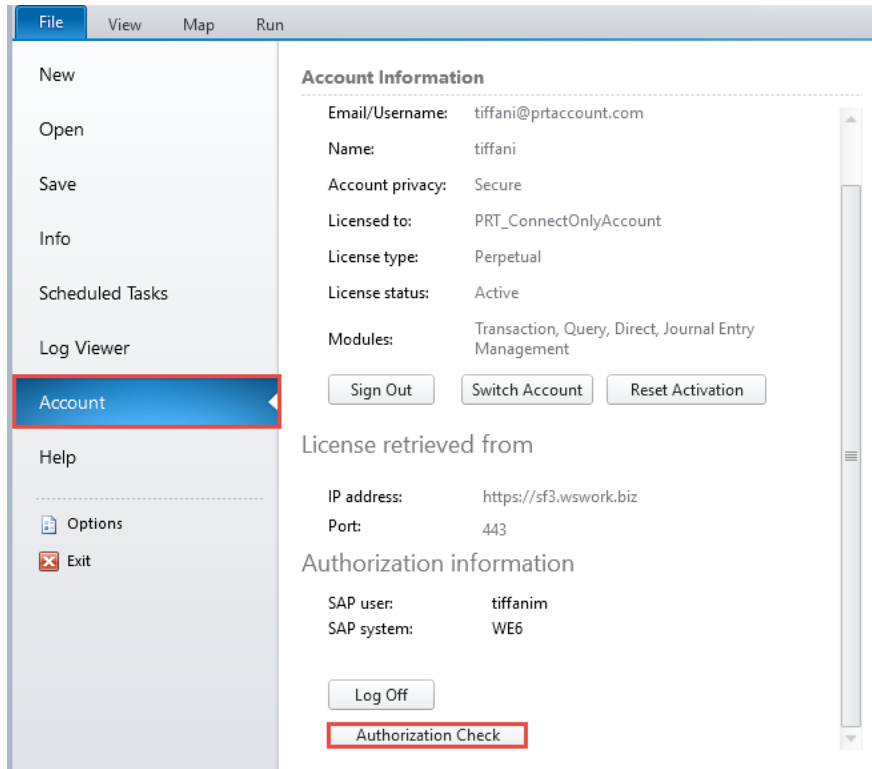 File View Map Run
New
Open
Save
Info
Scheduled Tasks
Log Viewer
Account
Help
Options
Exit
Account Information
Email/Username: tiffani@prtaccount.com
Name: tiffani
Account privacy: Secure
Licensed to: PRT_ConnectOnlyAccount
License type: Perpetual
License status: Active
Modules: Transaction, Query, Direct, Journal Entry
Management
Sign Out Switch Account Reset Activation
License retrieved from
IP address: https://sf3.wswork.biz
Port: 443
Authorization information
SAP user: tiffanim
SAP system: WE6
Log Off
Authorization Check